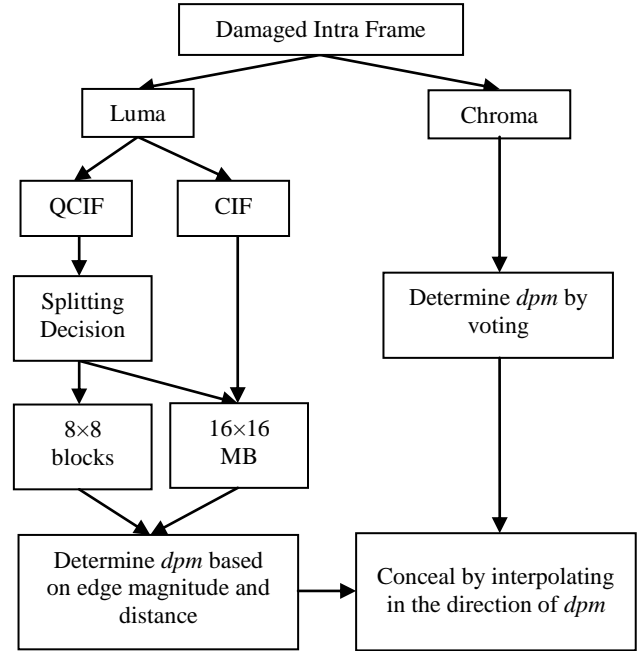 Damaged Intra Frame
Luma
Chroma
QCIF
CIF
Splitting
Decision
Determine dpm by
voting
8×8
blocks
16×16
MB
Determine dpm based
on edge magnitude and
distance
Conceal by interpolating
in the direction of dpm